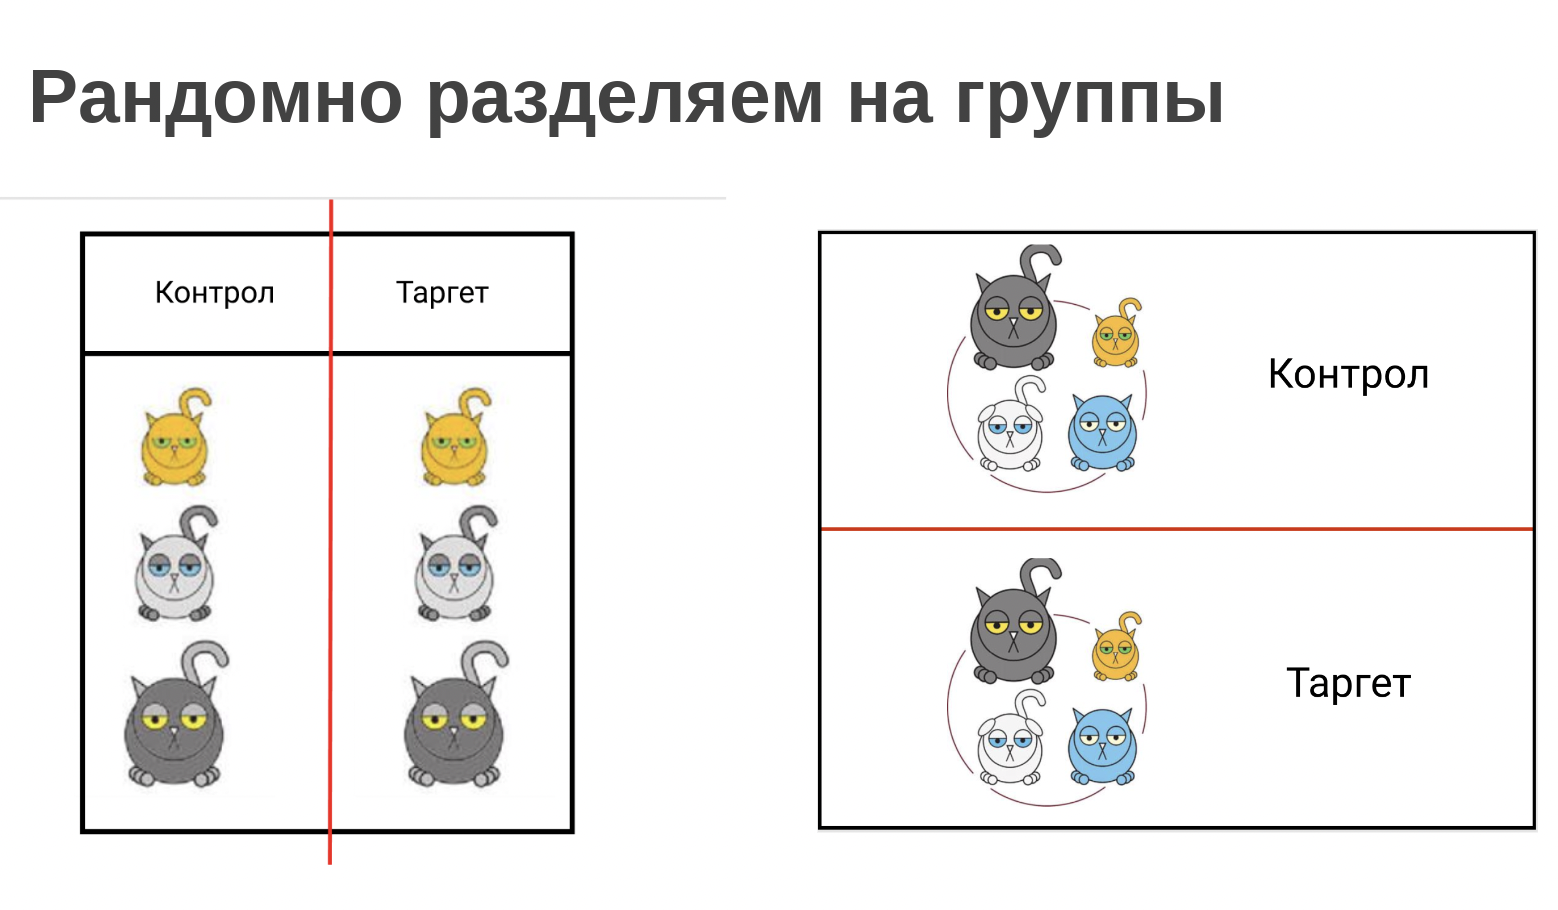 Рандомно разделяем на группы
Контрол
Таргет
Контрол
Таргет